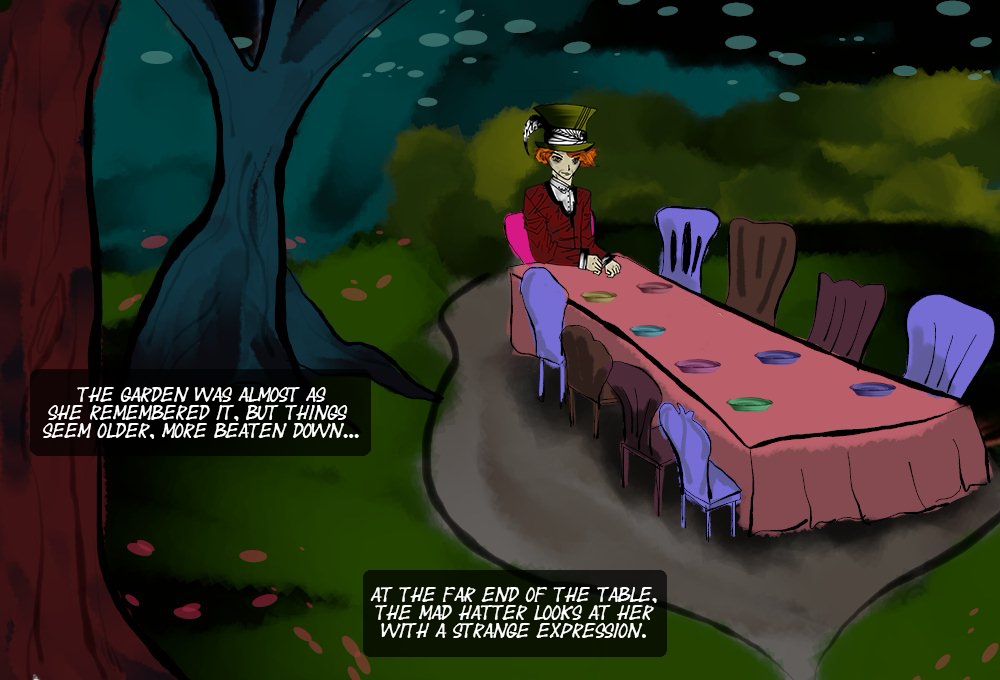 THE GARDEN WAS ALMOST AS
SHE REMEMBERED IT, BUT THINGS
SEEM OLDER, MORE BEATEN DOWN...
AT THE FAR END OF THE TABLE,
THE MAD HATTER LOOKS AT HER
WITH A STRANGE EXPRESSION.